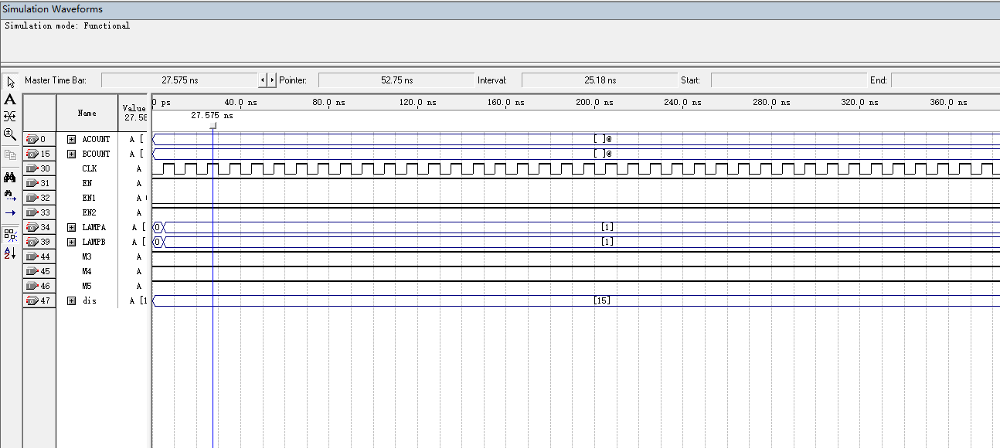 Simulation Waveforms
Simulation mode: Functional
Master Time Bar: 27.575 ns Pointer: 52.75 ns Interval: 25.18 ns Start: End:
Name Value 27.58 0 ps 40.0 ns 80.0 ns 120.0 ns 160.0 ns 200.0 ns 240.0 ns 280.0 ns 320.0 ns 360.0 ns
27.575 ns
0 ACOUNT A [ [ ]@
15 BCOUNT A [ [ ]@
30 CLK A
31 EN A
32 EN1 A
33 EN2 A
34 LAMPA A [ 0 [1]
39 LAMPB A [ 0 [1]
44 M3 A
45 M4 A
46 M5 A
47 dis A [1 [15]